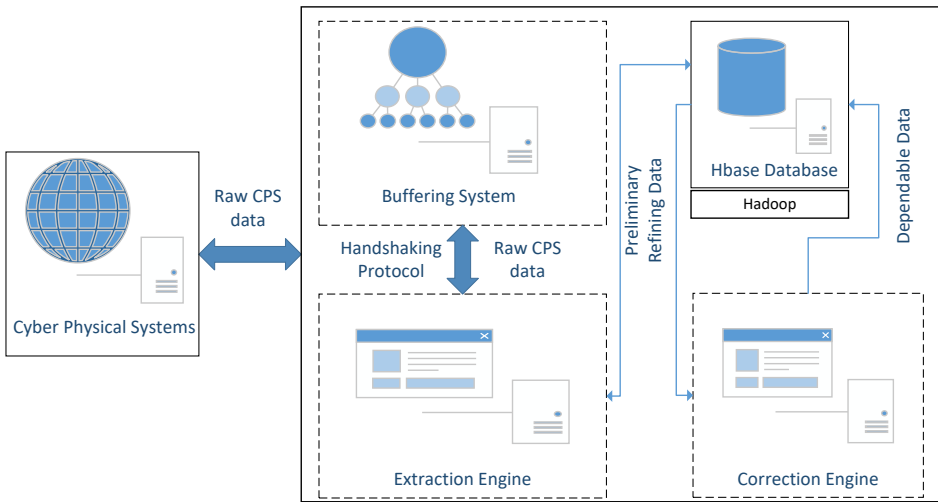 Cyber Physical Systems
Raw CPS
data
Buffering System
Handshaking
Protocol
Raw CPS
data
Extraction Engine
Preliminary
Refining Data
Hbase Database
Hadoop
Dependable Data
Correction Engine